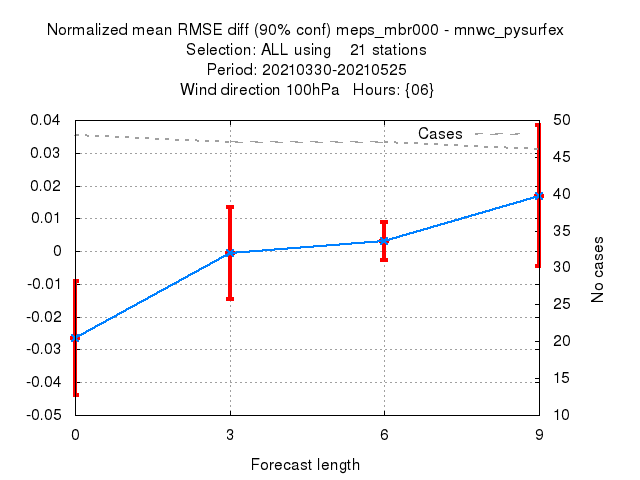 Normalized mean RMSE diff (90% conf) meps_mbr000 - mnwc_pysurfex
Selection: ALL using    21 stations
Period: 20210330-20210525
Wind direction 100hPa   Hours: {06}
Cases
0.04
0.03
0.02
0.01
0
-0.01
-0.02
-0.03
-0.04
-0.05
50
45
40
35
30
25
20
15
10
No cases
0 3 6 9
Forecast length